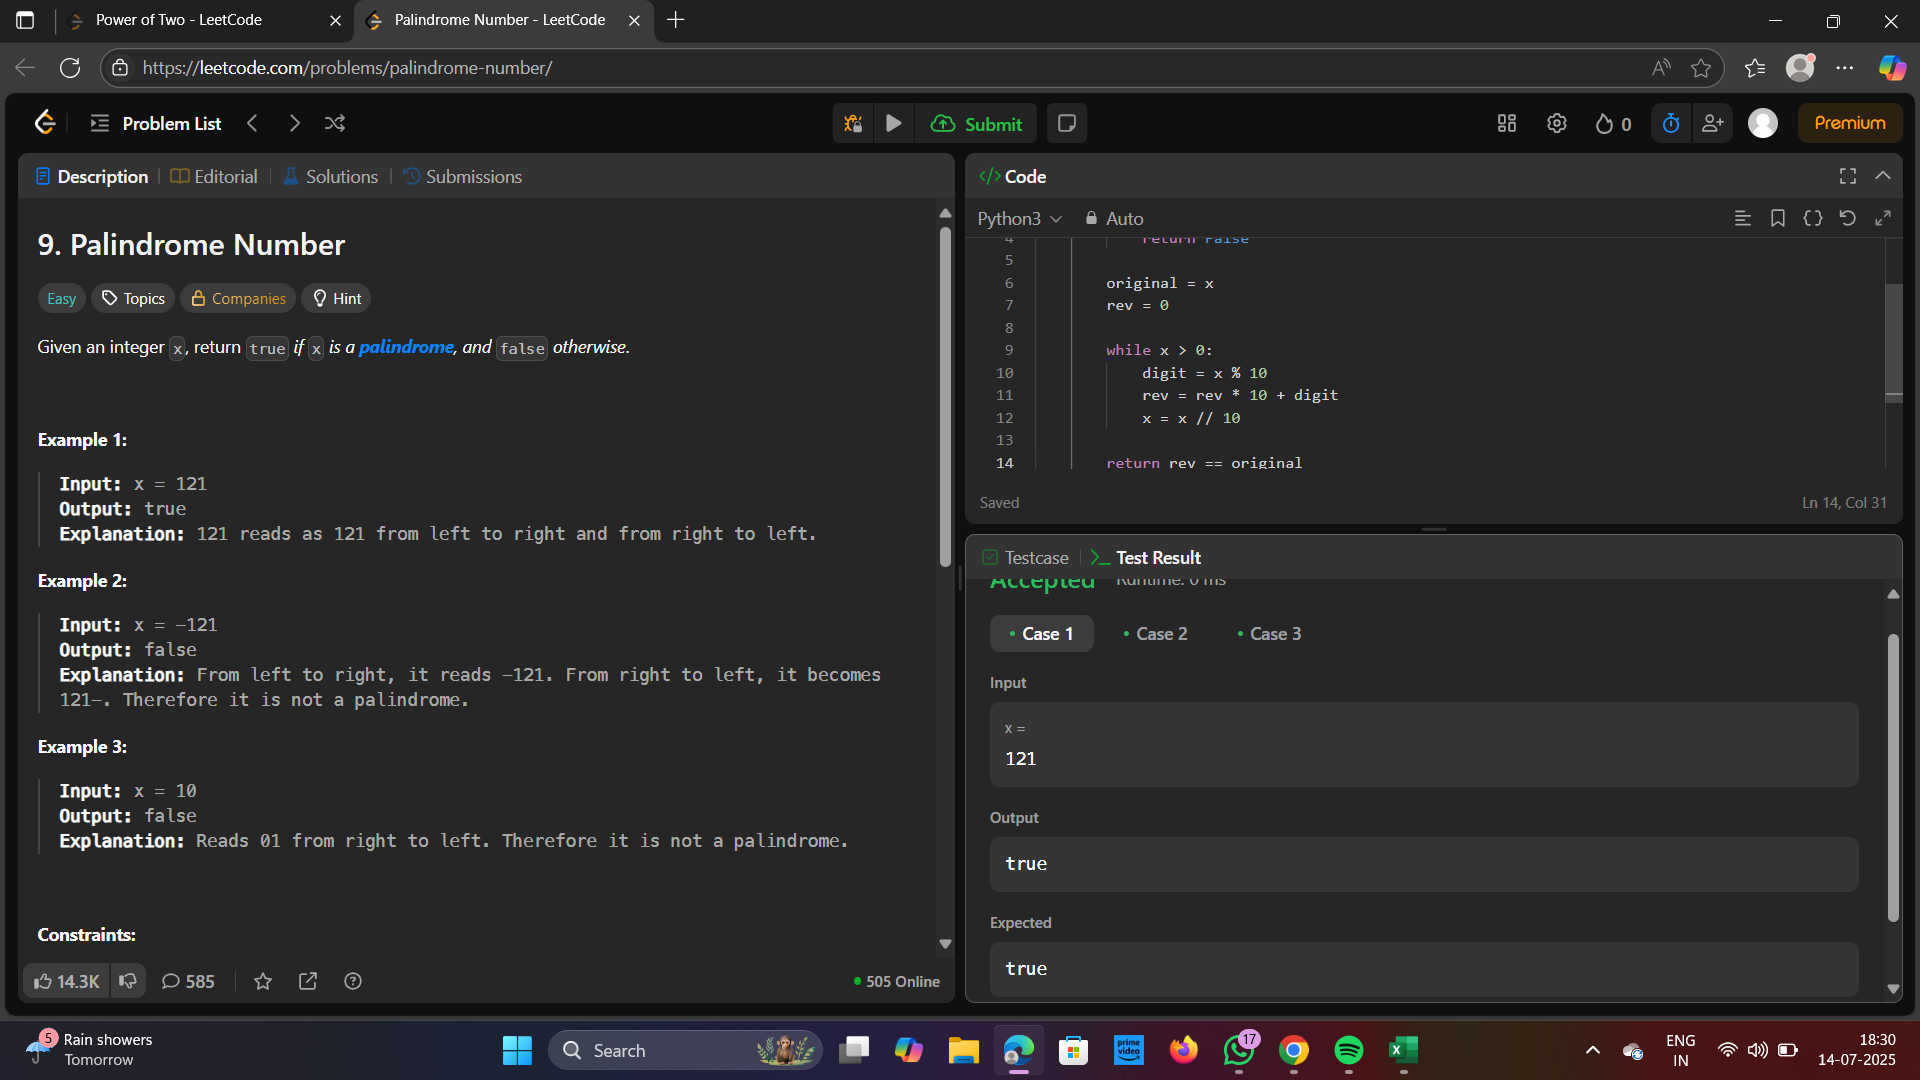 Power of Two - LeetCode
Palindrome Number - LeetCode
https://leetcode.com/problems/palindrome-number/
Problem List
Submit
0
Premium
Description
Editorial
Solutions
Submissions
9. Palindrome Number
Easy
Topics
Companies
Hint
Given an integer x, return true if x is a palindrome, and false otherwise.
Example 1:
Input: x = 121
Output: true
Explanation: 121 reads as 121 from left to right and from right to left.
Example 2:
Input: x = -121
Output: false
Explanation: From left to right, it reads -121. From right to left, it becomes
121-. Therefore it is not a palindrome.
Example 3:
Input: x = 10
Output: false
Explanation: Reads 01 from right to left. Therefore it is not a palindrome.
Constraints:
14.3K
585
505 Online
</> Code
Python3
Auto
4 return False
5
6 original = x
7 rev = 0
8
9 while x > 0:
10 digit = x % 10
11 rev = rev * 10 + digit
12 x = x // 10
13
14 return rev == original
Saved
Ln 14, Col 31
Testcase
>_ Test Result
Accepted
Runtime: 0 ms
• Case 1
• Case 2
• Case 3
Input
x =
121
Output
true
Expected
true
5
Rain showers
Tomorrow
Search
prime video
17
ENG
IN
18:30
14-07-2025